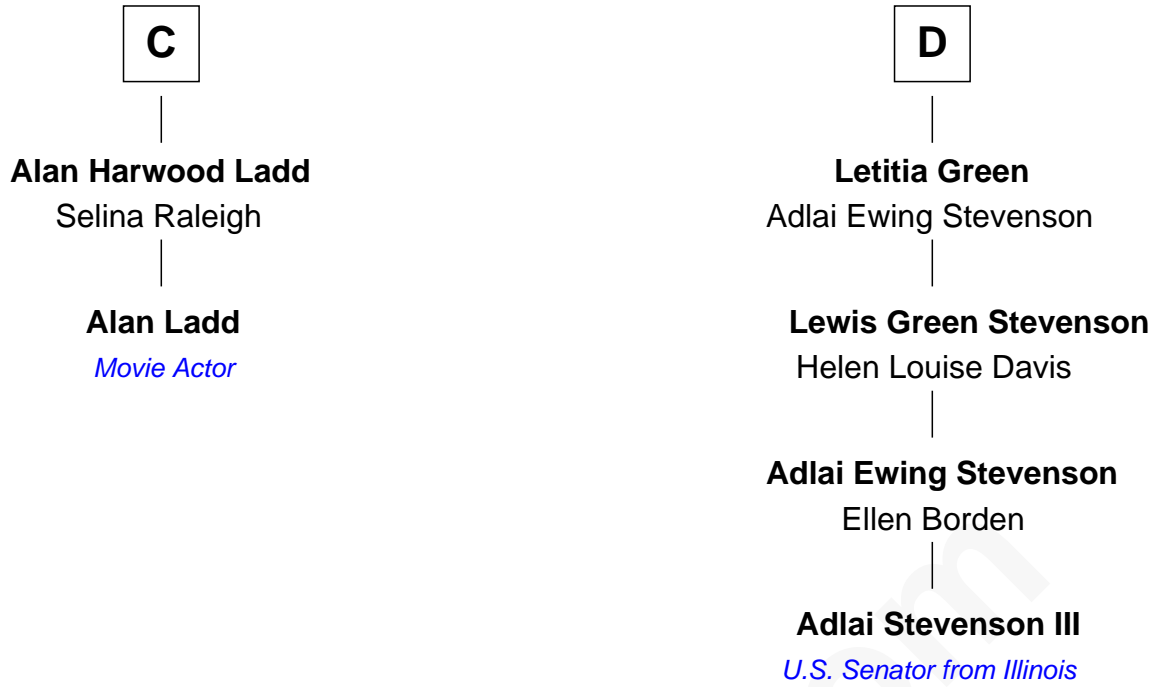 C
Alan Harwood Ladd
Selina Raleigh
Alan Ladd
Movie Actor
D
Letitia Green
Adlai Ewing Stevenson
Lewis Green Stevenson
Helen Louise Davis
Adlai Ewing Stevenson
Ellen Borden
Adlai Stevenson III
U.S. Senator from Illinois